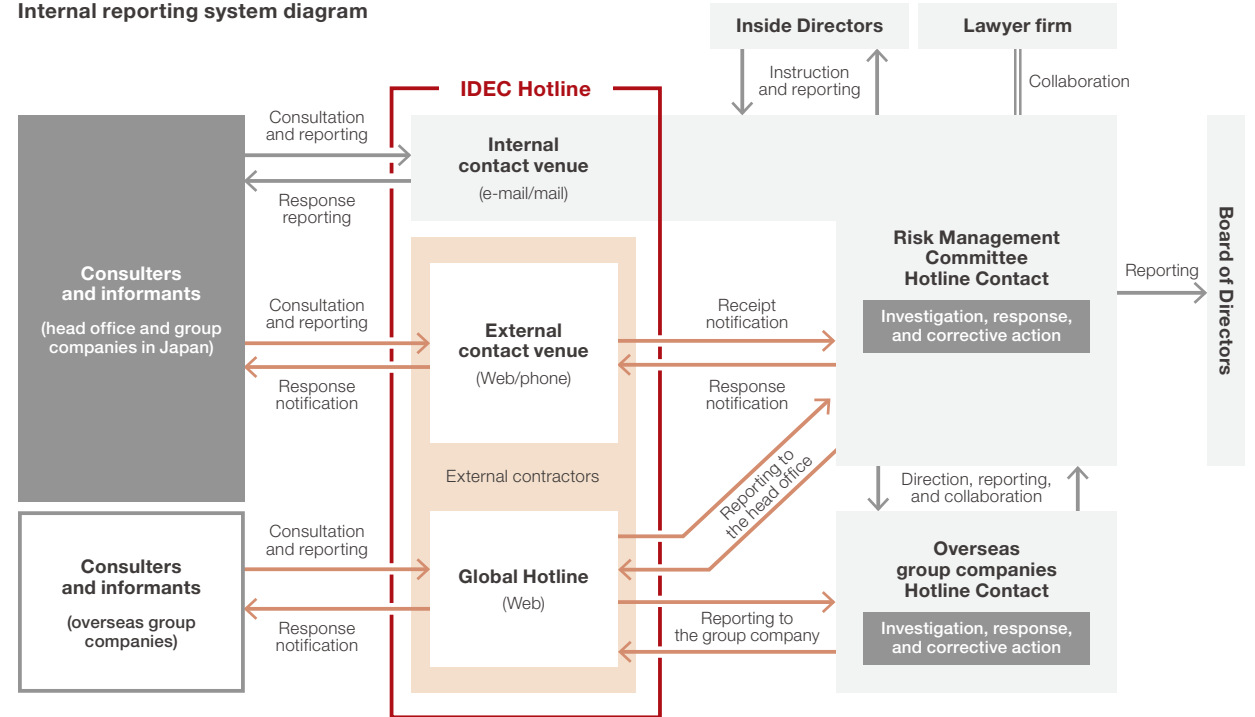 Internal reporting system diagram
Inside Directors
Lawyer firm
Instruction
and reporting
Collaboration
IDEC Hotline
Consultation
and reporting
Response
reporting
Internal
contact venue
(e-mail/mail)
Consulters
and informants
(head office and group
companies in Japan)
Consultation
and reporting
Response
notification
External
contact venue
(Web/phone)
Receipt
notification
Response
notification
Risk Management
Committee
Hotline Contact
Investigation, response,
and corrective action
Reporting
Board of Directors
External contractors
Reporting to
the head office
Direction, reporting,
and collaboration
Consulters
and informants
(overseas group
companies)
Consultation
and reporting
Response
notification
Global Hotline
(Web)
Reporting to
the group company
Overseas
group companies
Hotline Contact
Investigation, response,
and corrective action